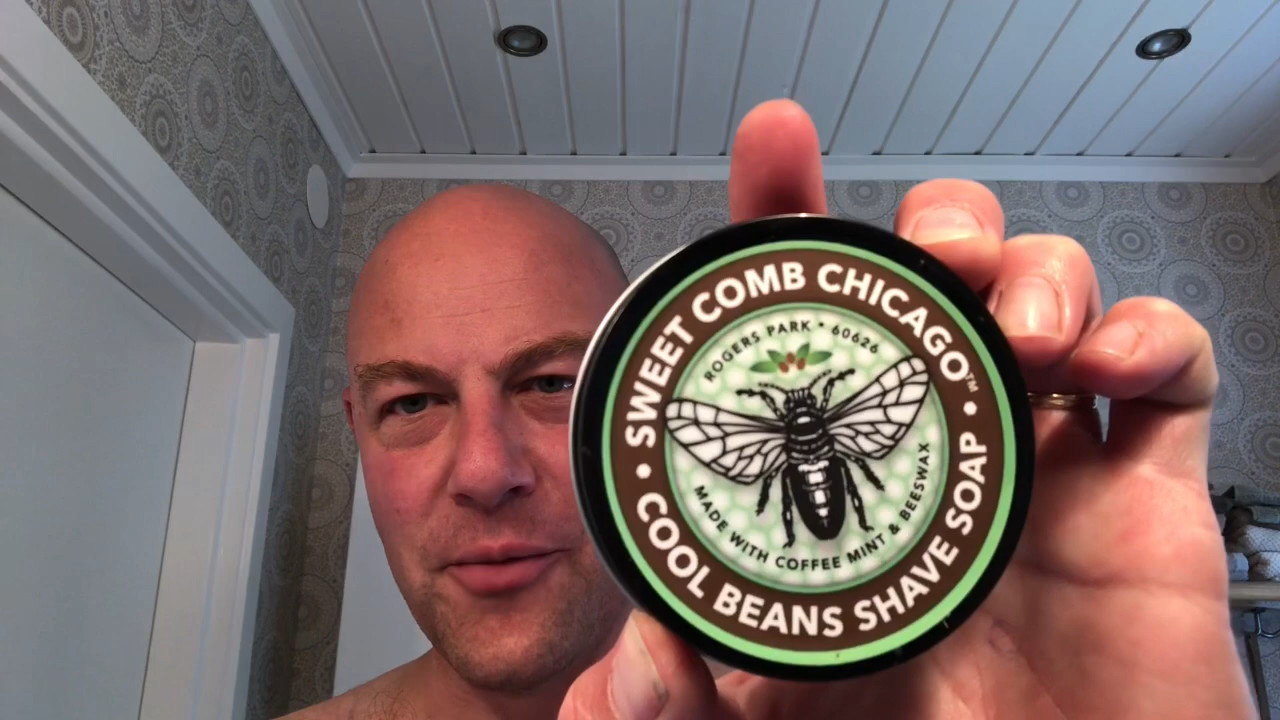 SWEET COMB CHICAGO™
ROGERS PARK • 60626
MADE WITH COFFEE MINT & BEESWAX
• COOL BEANS SHAVE SOAP •